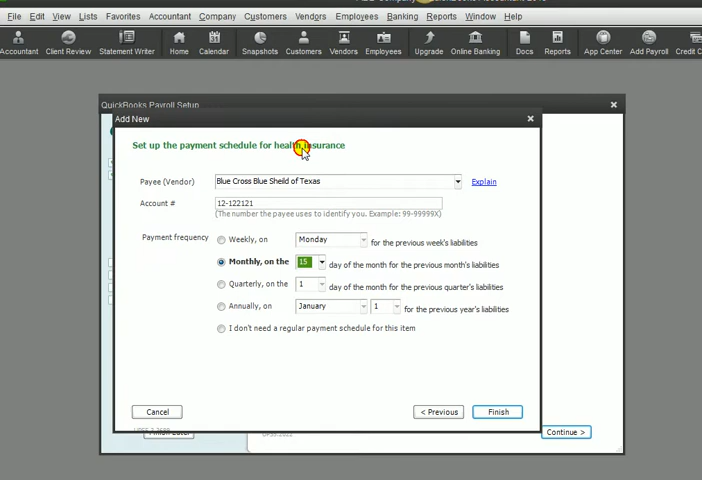 File Edit View Lists Favorites Accountant Company Customers Vendors Employees Banking Reports Window Help
Accountant Client Review Statement Writer Home Calendar Snapshots Customers Vendors Employees Upgrade Online Banking Docs Reports App Center Add Payroll Credit C
QuickBooks Payroll Setup
Add New
Set up the payment schedule for health insurance
Payee (Vendor) Blue Cross Blue Sheild of Texas Explain
Account # 12-122121
(The number the payee uses to identify you. Example: 99-99999X)
Payment frequency Weekly, on Monday for the previous week's liabilities
Monthly, on the 15 day of the month for the previous month's liabilities
Quarterly, on the 1 day of the month for the previous quarter's liabilities
Annually, on January 1 for the previous year's liabilities
I don't need a regular payment schedule for this item
Cancel < Previous Finish
Continue >